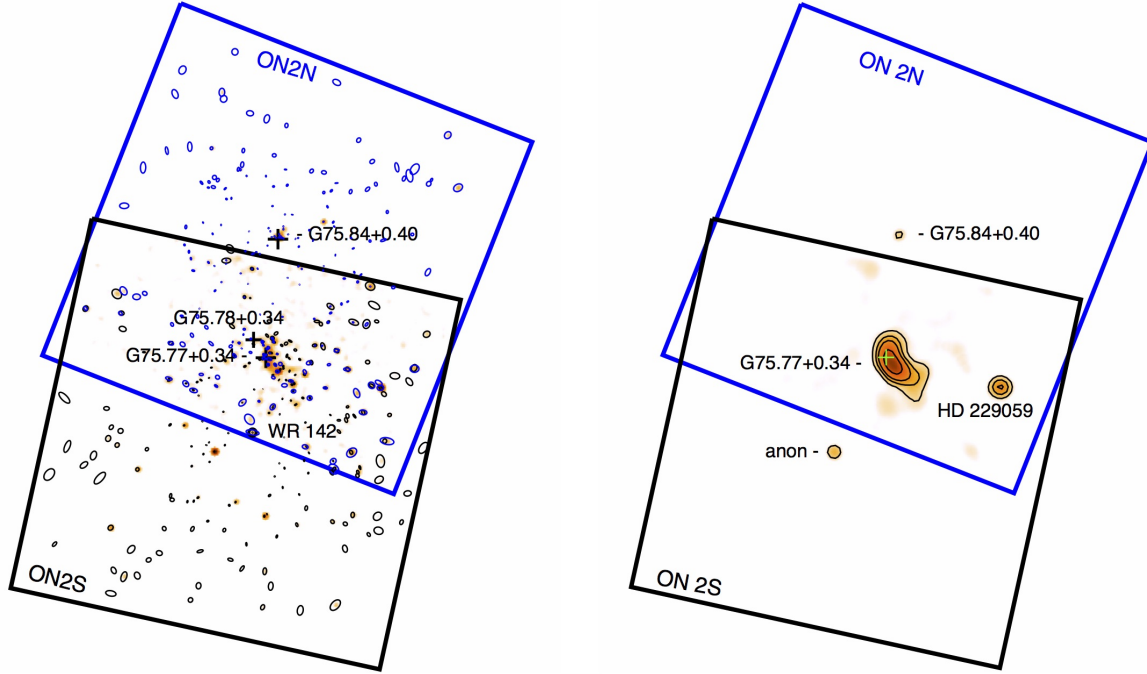 ON2N
- G75.84+0.40
G75.78+0.34
G75.77+0.34 -
WR 142
ON2S
ON 2N
- G75.84+0.40
G75.77+0.34 -
HD 229059
anon -
ON 2S